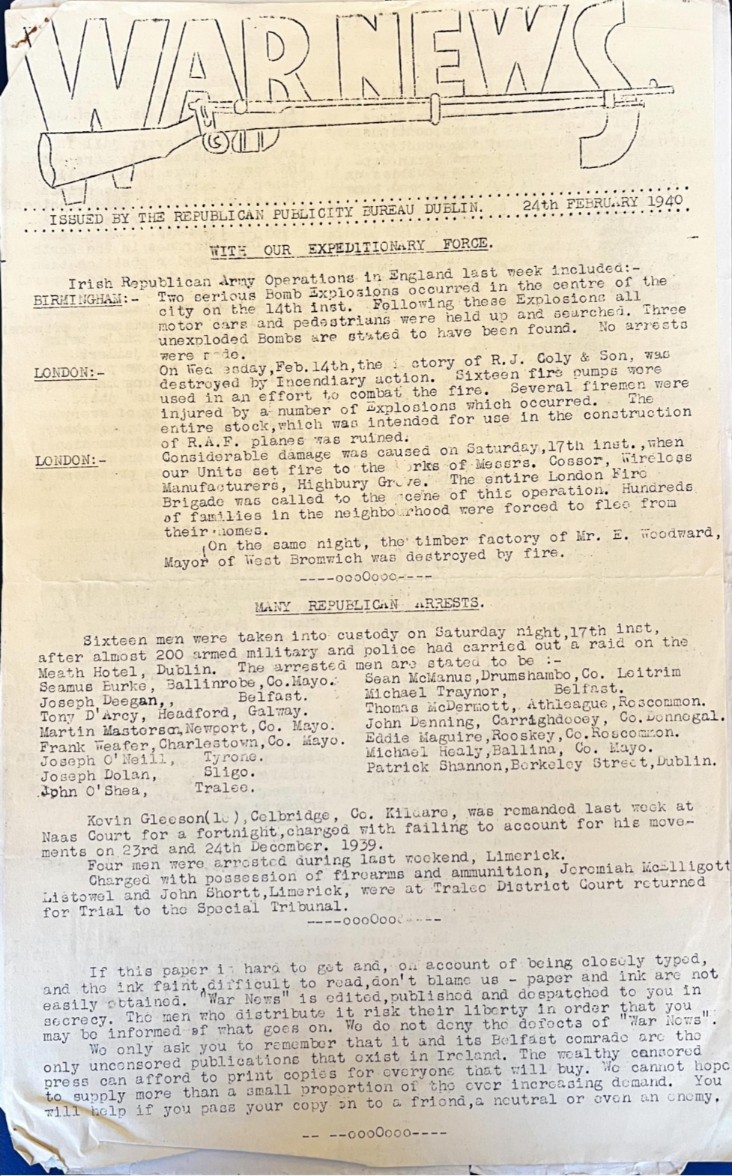 WAR NEWS
ISSUED BY THE REPUBLICAN PUBLICITY BUREAU DUBLIN. 24th FEBRUARY 1940
WITH OUR EXPEDITIONARY FORCE.
Irish Republican Army Operations in England last week included:-
BIRMINGHAM:- Two serious Bomb Explosions occurred in the centre of the
city on the 14th inst. Following these Explosions all
motor cars and pedestrians were held up and searched. Three
unexploded Bombs are stated to have been found. No arrests
were
LONDON:- On Wednesday,Feb.14th,the factory of R.J. Coly & Son, was
destroyed by Incendiary action. Sixteen fire pumps were
used in an effort to combat the fire. Several firemen were
injured by a number of Explosions which occurred. The
entire stock,which was intended for use in the construction
of R.A.F. planes was ruined.
LONDON:- Considerable damage was caused on Saturday,17th inst.,when
our Units set fire to the works of Messrs. Cossor, Wireless
Manufacturers, Highbury Grove. The entire London Fire
Brigade was called to the scene of this operation. Hundreds
of families in the neighbourhood were forced to flee from
their homes.
On the same night, the timber factory of Mr. E. Woodward,
Mayor of West Bromwich was destroyed by fire.
----oooOooo----
MANY REPUBLICAN ARRESTS.
Sixteen men were taken into custody on Saturday night,17th inst,
after almost 200 armed military and police had carried out a raid on the
Meath Hotel, Dublin. The arrested men are stated to be :-
Seamus Burke, Ballinrobe,Co.Mayo. Sean McManus,Drumshambo,Co. Leitrim
Joseph Deegan,, Belfast. Michael Traynor, Belfast.
Tony D'Arcy, Headford, Galway. Thomas McDermott, Athleague,Roscommon.
Martin Masterson,Newport,Co. Mayo. John Denning, Carrighdooey, Co.Donnegal.
Frank Weafer,Charlestown,Co. Mayo. Eddie Maguire,Rooskey,Co.Roscommon.
Joseph O'Neill, Tyrone. Michael Healy,Ballina, Co. Mayo.
Joseph Dolan, Sligo. Patrick Shannon,Berkeley Street,Dublin.
John O'Shea, Tralee.
Kevin Gleeson Celbridge, Co. Kildare, was remanded last week at
Naas Court for a fortnight,charged with failing to account for his move-
ments on 23rd and 24th December. 1939.
Four men were arrested during last weekend, Limerick.
Charged with possession of firearms and ammunition, Jeremiah McElligott
Listowel and John Shortt,Limerick, were at Tralee District Court returned
for Trial to the Special Tribunal.
----oooOooo----
If this paper is hard to get and, on account of being closely typed,
and the ink faint,difficult to read,don't blame us - paper and ink are not
easily obtained. "War News" is edited,published and despatched to you in
secrecy. The men who distribute it risk their liberty in order that you
may be informed of what goes on. We do not deny the defects of "War News".
We only ask you to remember that it and its Belfast comrade are the
only uncensored publications that exist in Ireland. The wealthy censored
press can afford to print copies for everyone that will buy. We cannot hope
to supply more than a small proportion of the ever increasing demand. You
will help if you pass your copy on to a friend,a neutral or even an enemy.
-- --oooOooo----